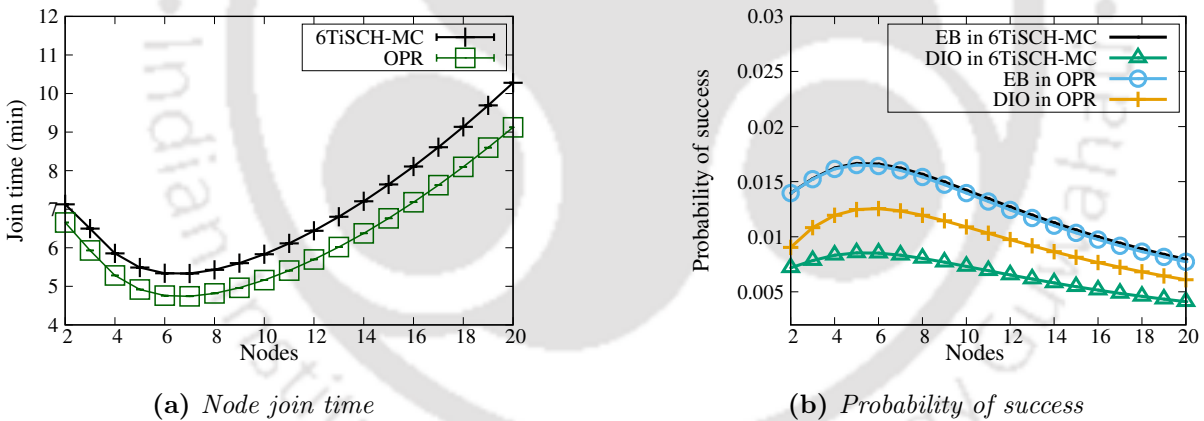 12
11
10
9
8
7
6
5
4
Join time (min)
6TiSCH-MC
OPR
2 4 6 8 10 12 14 16 18 20
Nodes
(a) Node join time
0.03
0.025
0.02
0.015
0.01
0.005
Probability of success
EB in 6TiSCH-MC
DIO in 6TiSCH-MC
EB in OPR
DIO in OPR
2 4 6 8 10 12 14 16 18 20
Nodes
(b) Probability of success